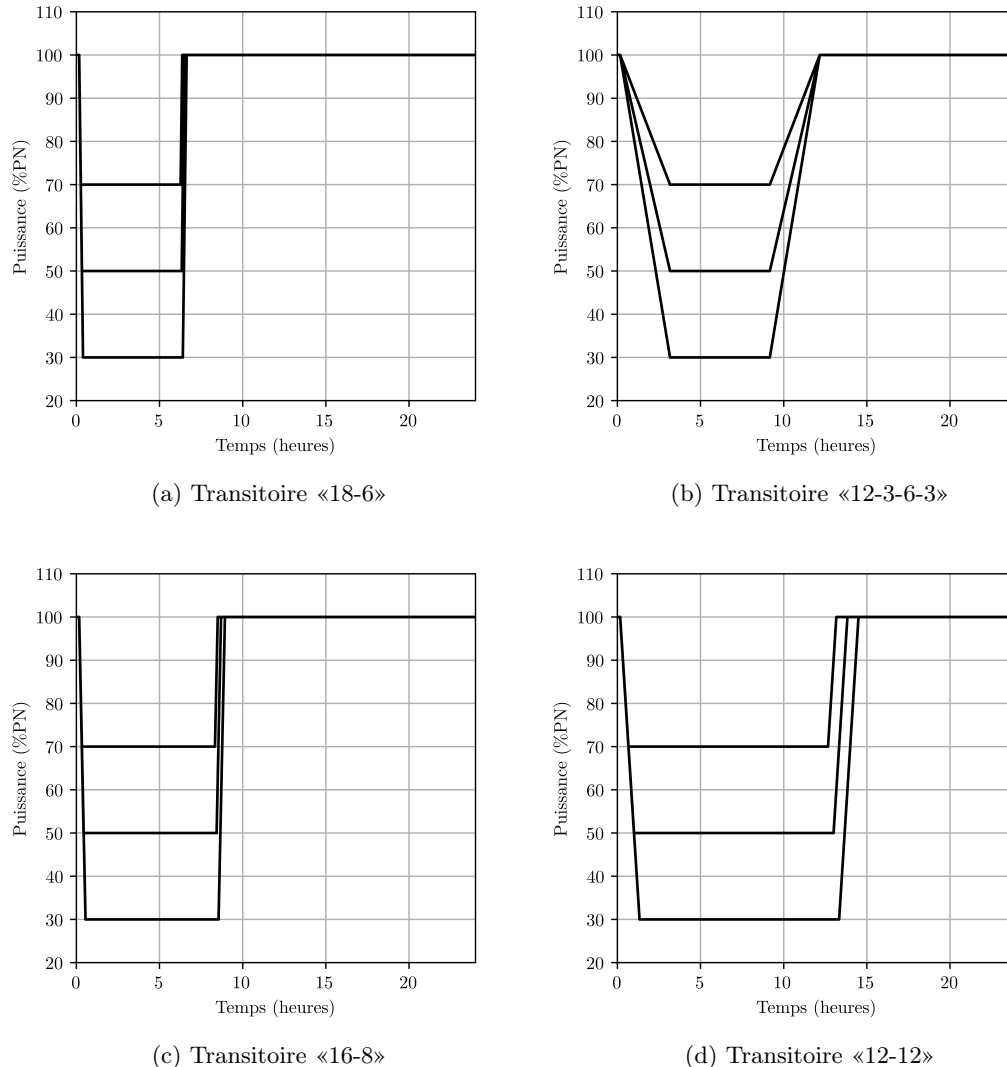 110
100
90
80
70
60
50
40
30
20
Puissance (%PN)
0 5 10 15 20
Temps (heures)
(a) Transitoire «18-6»
110
100
90
80
70
60
50
40
30
20
Puissance (%PN)
0 5 10 15 20
Temps (heures)
(b) Transitoire «12-3-6-3»
110
100
90
80
70
60
50
40
30
20
Puissance (%PN)
0 5 10 15 20
Temps (heures)
(c) Transitoire «16-8»
110
100
90
80
70
60
50
40
30
20
Puissance (%PN)
0 5 10 15 20
Temps (heures)
(d) Transitoire «12-12»